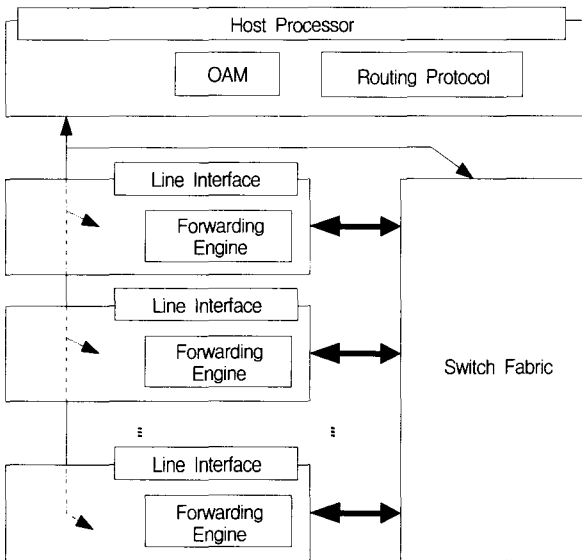 Host Processor
OAM
Routing Protocol
Line Interface
Forwarding
Engine
Line Interface
Forwarding
Engine
Switch Fabric
Line Interface
Forwarding
Engine